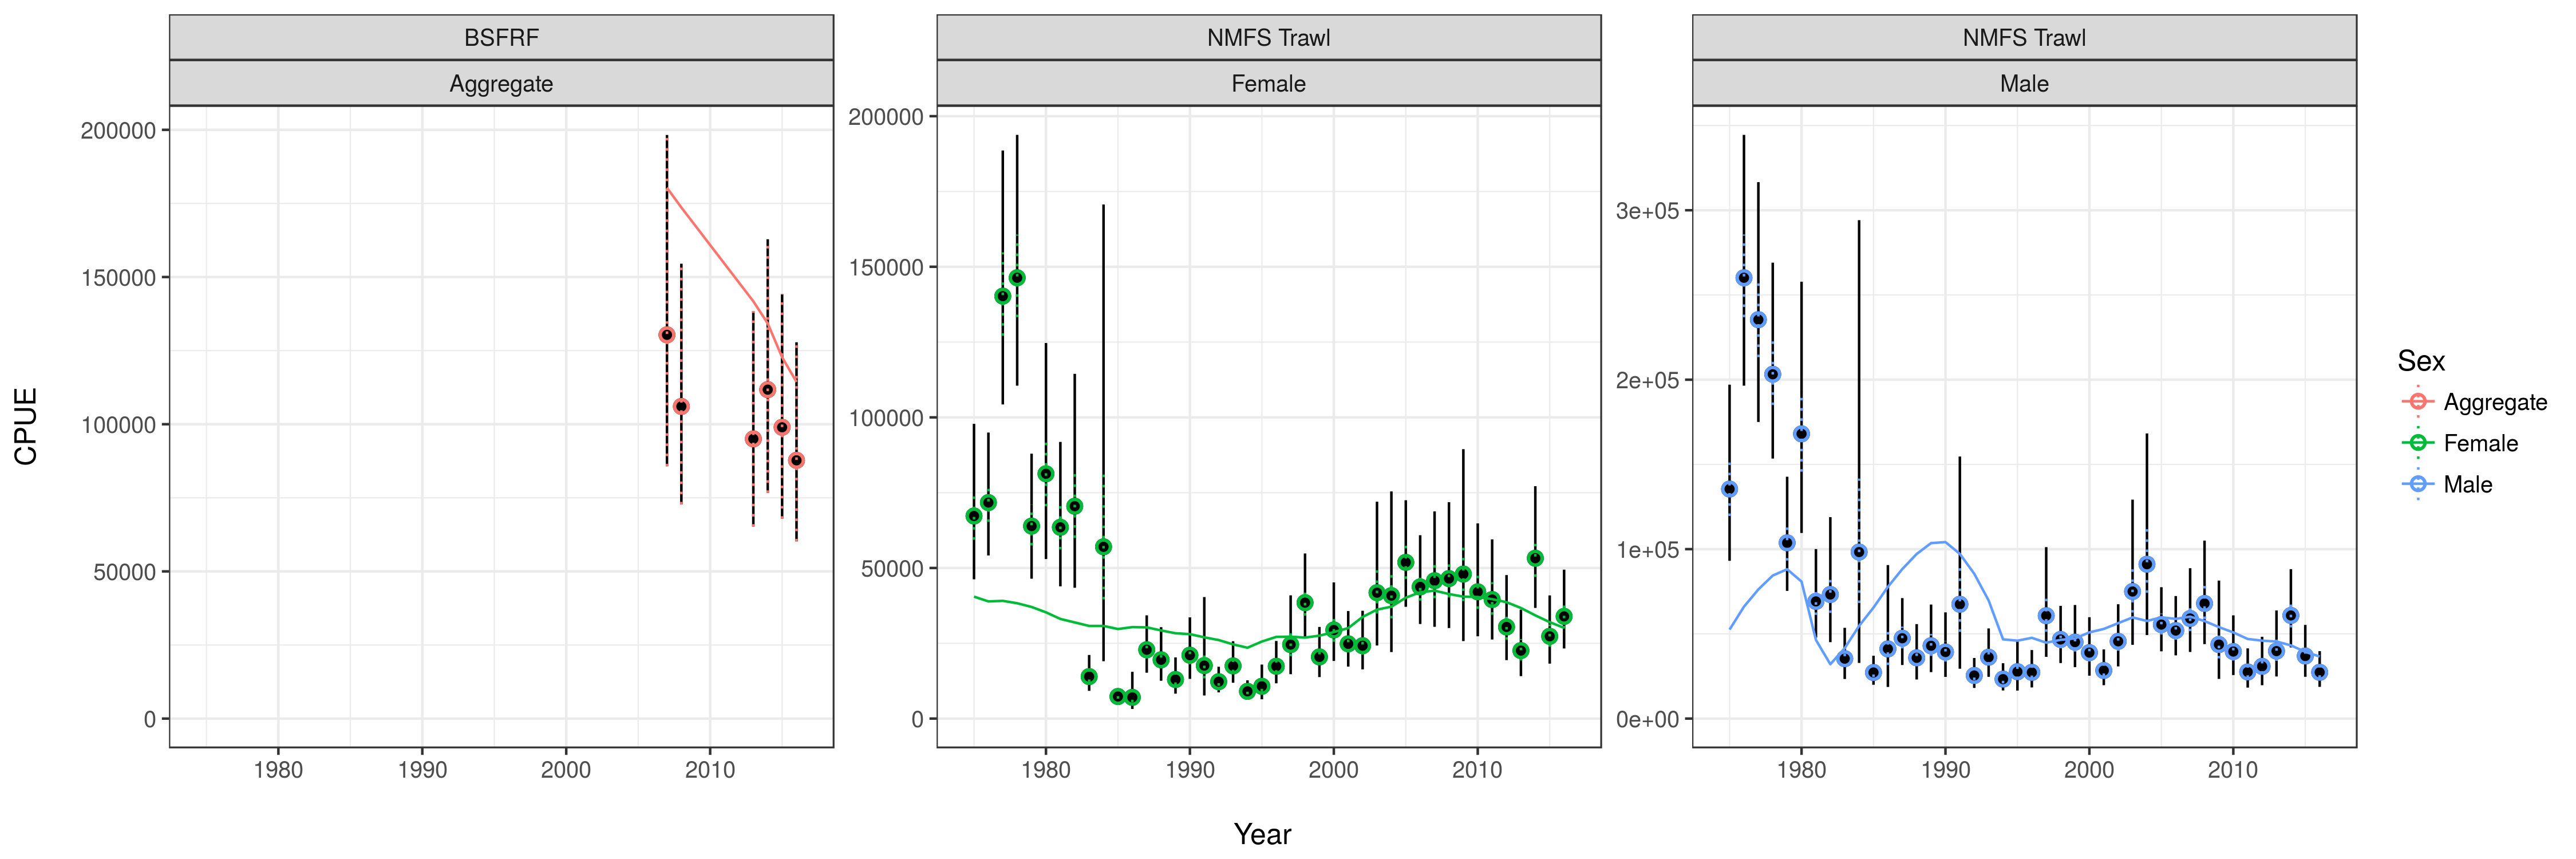 BSFRF
NMFS Trawl
NMFS Trawl
Aggregate
Female
Male
200000
150000
100000
50000
0
200000
150000
100000
50000
0
3e+05
2e+05
1e+05
0e+00
1980 1990 2000 2010
1980 1990 2000 2010
1980 1990 2000 2010
CPUE
Year
Sex
Aggregate
Female
Male